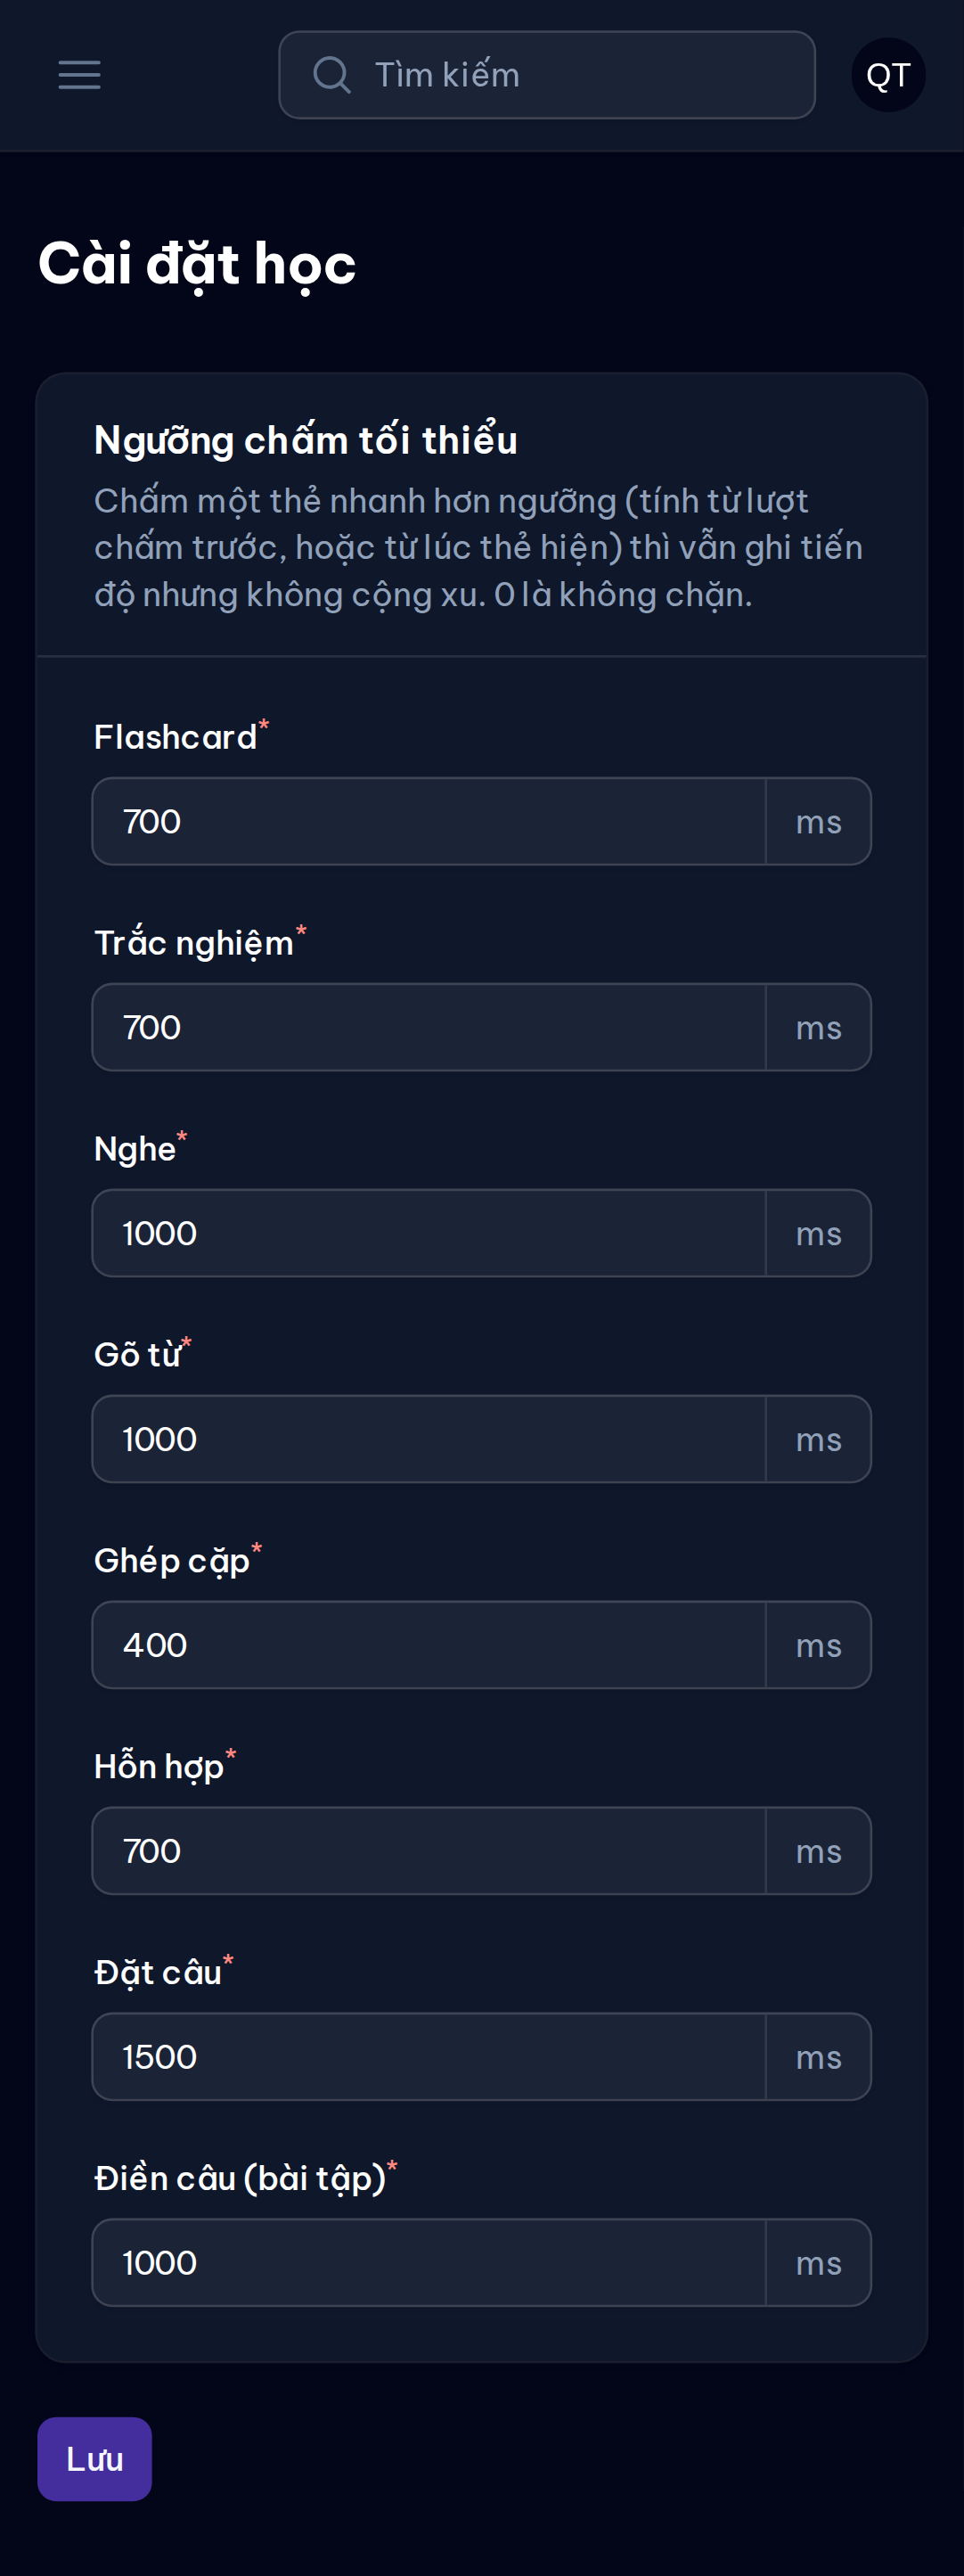 Tìm kiếm
QT
Cài đặt học
Ngưỡng chấm tối thiểu
Chấm một thẻ nhanh hơn ngưỡng (tính từ lượt
chấm trước, hoặc từ lúc thẻ hiện) thì vẫn ghi tiến
độ nhưng không cộng xu. 0 là không chặn.
Flashcard*
700 ms
Trắc nghiệm*
700 ms
Nghe*
1000 ms
Gõ từ*
1000 ms
Ghép cặp*
400 ms
Hỗn hợp*
700 ms
Đặt câu*
1500 ms
Điền câu (bài tập)*
1000 ms
Lưu